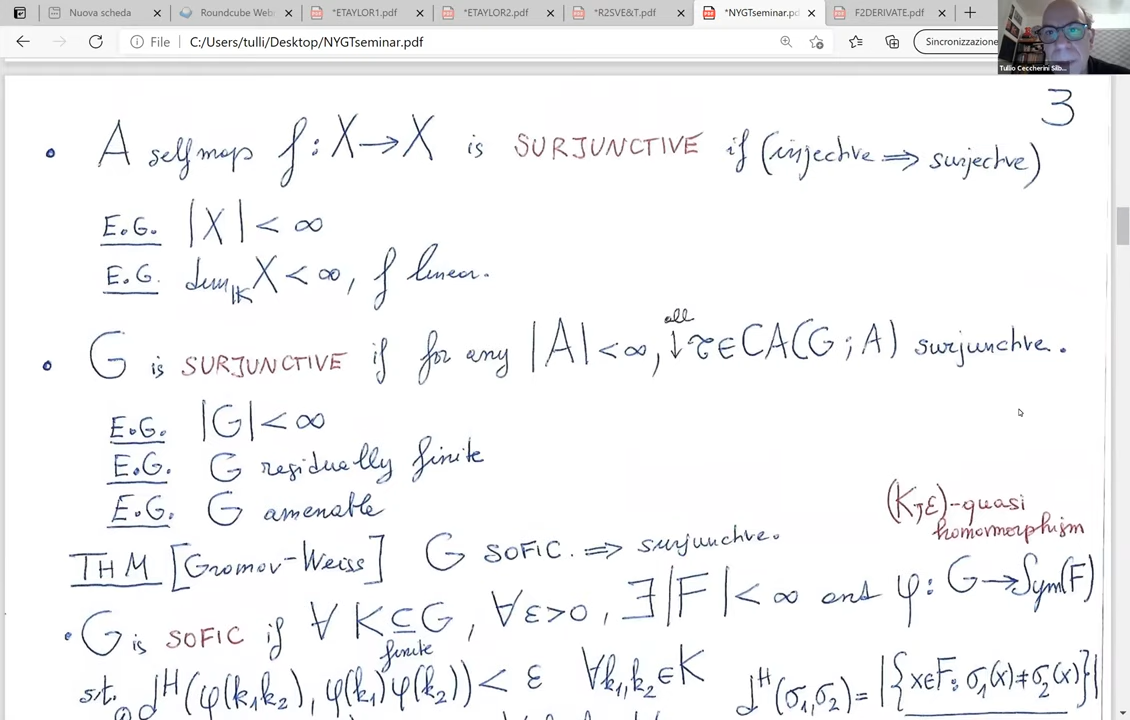 Nuova scheda
Roundcube Web
*ETAYLOR1.pdf
*ETAYLOR2.pdf
*R2SVE&T.pdf
*NYGTseminar.pd
F2DERIVATE.pdf
File C:/Users/tulli/Desktop/NYGTseminar.pdf
Sincronizzazione
Tullio Ceccherini Silb...
3
• A selfmap f : X → X is SURJUNCTIVE if (injective ⟹ surjective)
E.G. |X| < ∞
E.G. dim_𝕂 X < ∞, f linear.
all
• G is SURJUNCTIVE if for any |A| < ∞, ↓ τ ∈ CA(G; A) surjunctive.
E.G. |G| < ∞
E.G. G residually finite
E.G. G amenable
(K,ε)-quasi
homomorphism
THM [Gromov-Weiss] G SOFIC. ⟹ surjunctive.
• G is SOFIC if ∀ K ⊆ G, ∀ε>0, ∃ |F| < ∞ and φ : G → Sym(F)
finite
s.t. d^H(φ(k₁k₂), φ(k₁)φ(k₂)) < ε ∀k₁,k₂ ∈ K
d^H(σ₁,σ₂) = |{x∈F: σ₁(x)≠σ₂(x)}|
①